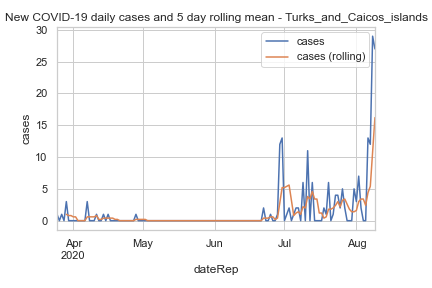 New COVID-19 daily cases and 5 day rolling mean - Turks_and_Caicos_islands
30
25
20
15
10
5
0
cases
cases
cases (rolling)
Apr
2020
May
Jun
Jul
Aug
dateRep